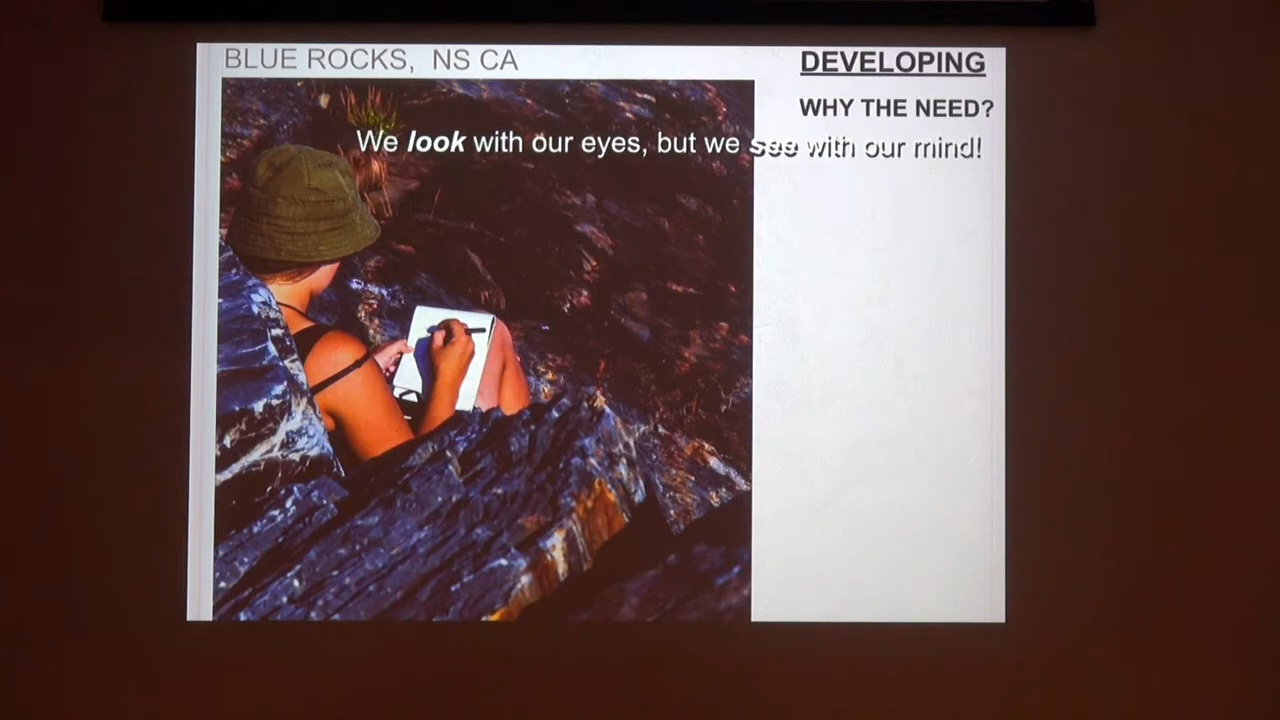 BLUE ROCKS, NS CA
DEVELOPING
WHY THE NEED?
We look with our eyes, but we see with our mind!